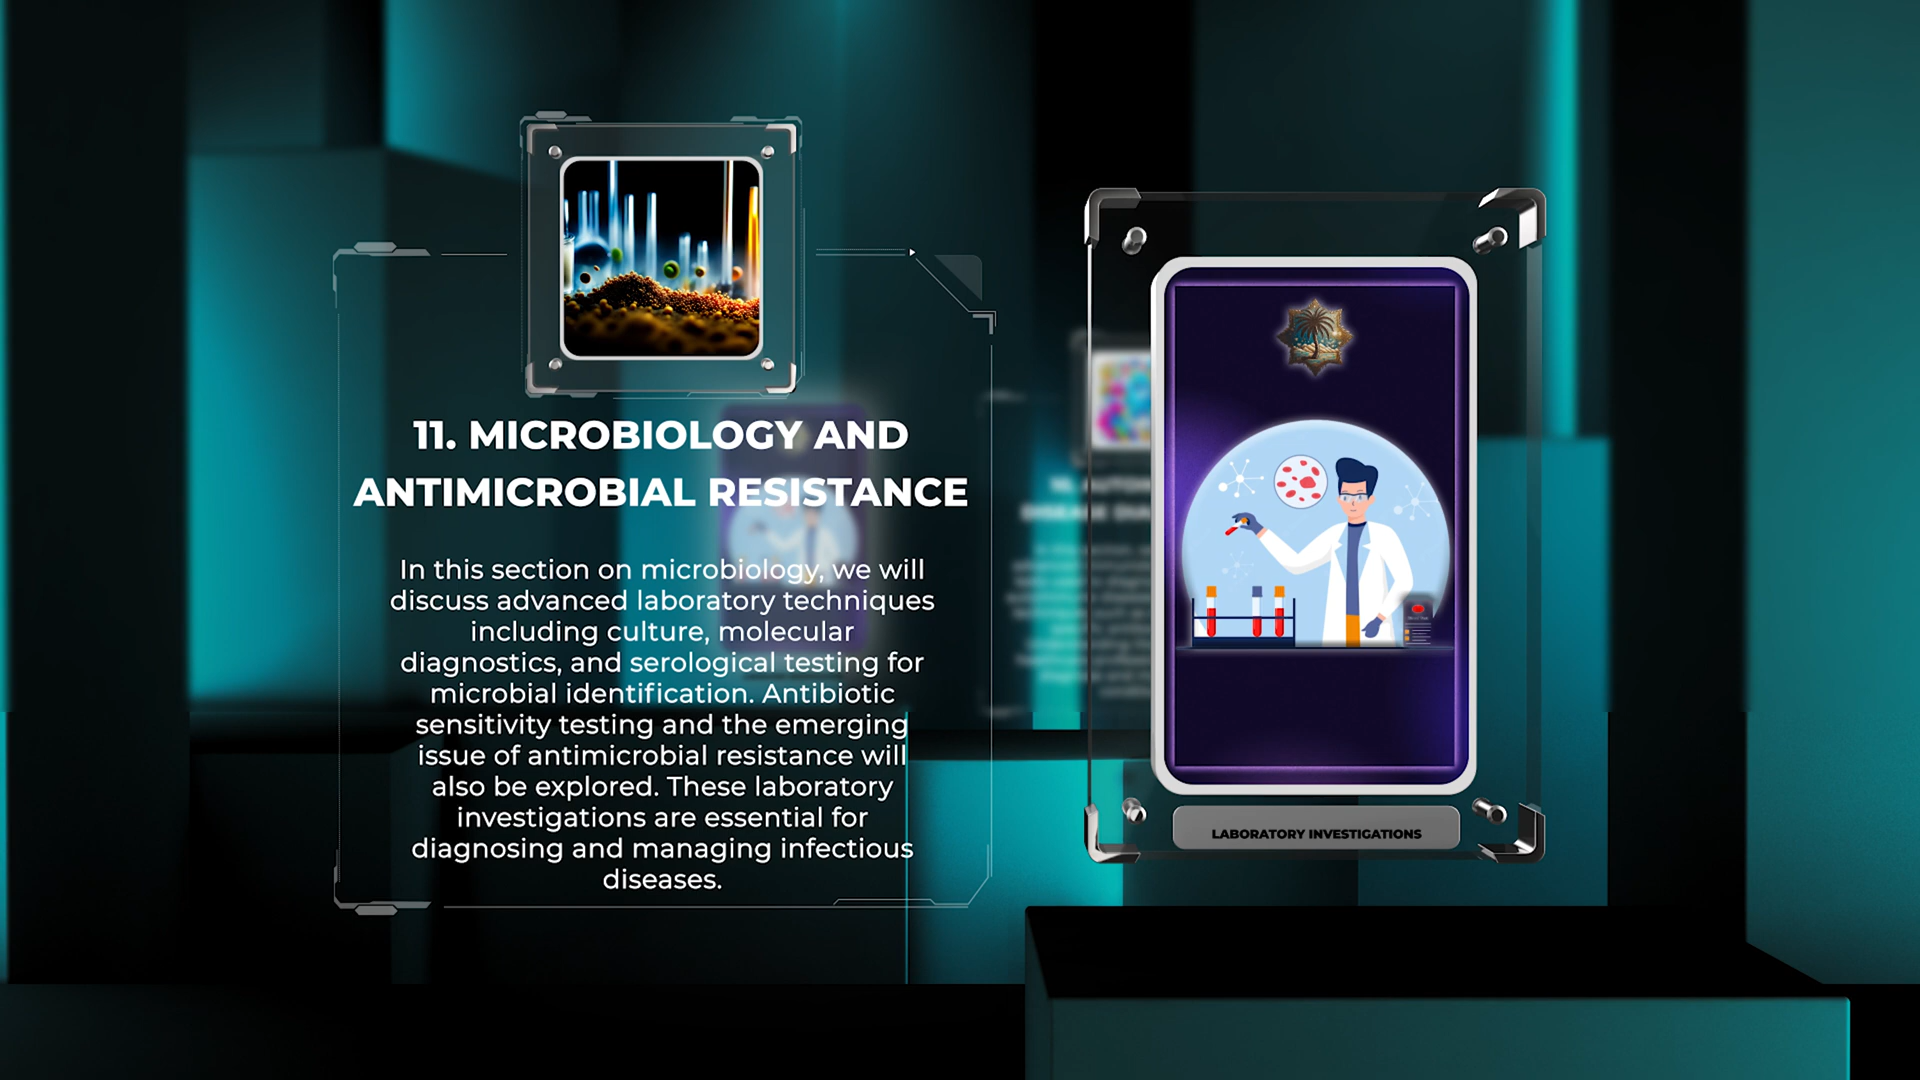 11. MICROBIOLOGY AND
ANTIMICROBIAL RESISTANCE
In this section on microbiology, we will
discuss advanced laboratory techniques
including culture, molecular
diagnostics, and serological testing for
microbial identification. Antibiotic
sensitivity testing and the emerging
issue of antimicrobial resistance will
also be explored. These laboratory
investigations are essential for
diagnosing and managing infectious
diseases.
LABORATORY INVESTIGATIONS